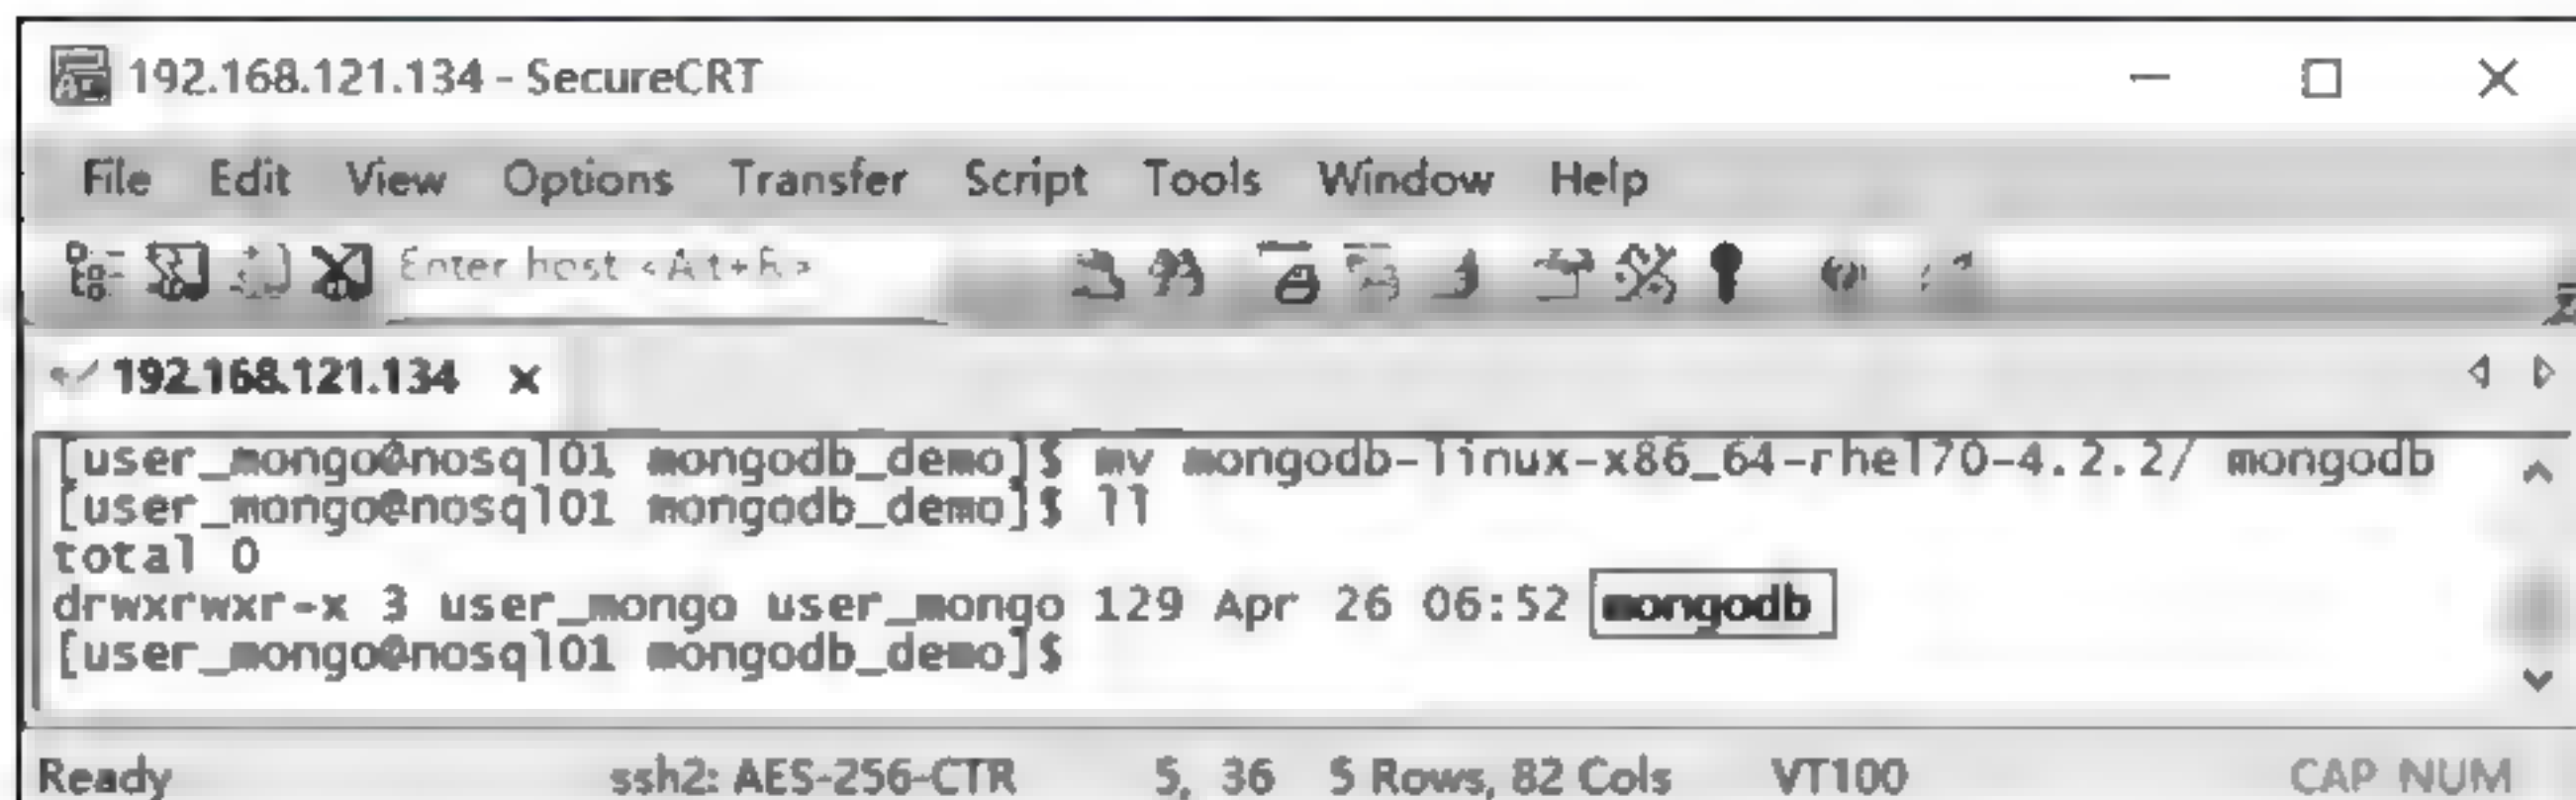 192.168.121.134 - SecureCRT
File Edit View Options Transfer Script Tools Window Help
Enter host <Alt+R>
192.168.121.134
[user_mongo@nosql01 mongodb_demo]$ mv mongodb-linux-x86_64-rhel70-4.2.2/ mongodb
[user_mongo@nosql01 mongodb_demo]$ ll
total 0
drwxrwxr-x 3 user_mongo user_mongo 129 Apr 26 06:52 mongodb
[user_mongo@nosql01 mongodb_demo]$
Ready ssh2: AES-256-CTR 5, 36 5 Rows, 82 Cols VT100 CAP NUM